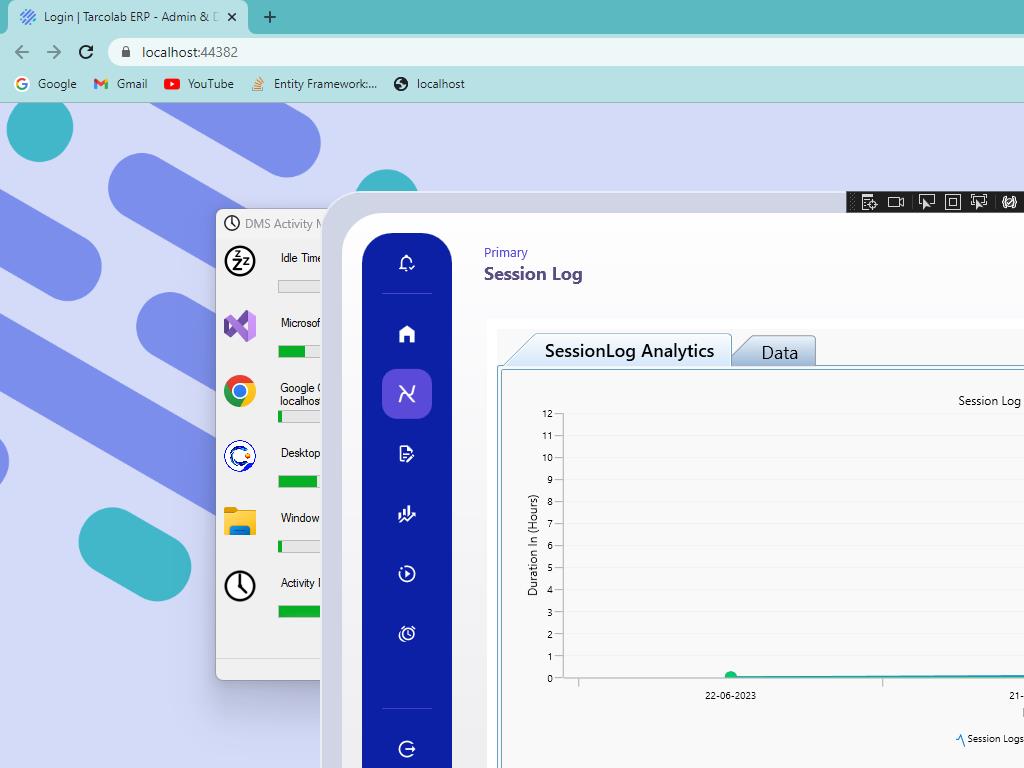 Login | Tarcolab ERP - Admin & D
localhost:44382
Google
Gmail
YouTube
Entity Framework:...
localhost
DMS Activity M
Idle Time
Microsof
Google C
localhost
Desktop
Window
Activity
Primary
Session Log
SessionLog Analytics
Data
Session Log
12
11
10
9
8
7
6
5
4
3
2
1
0
Duration In (Hours)
22-06-2023
21-
Session Logs